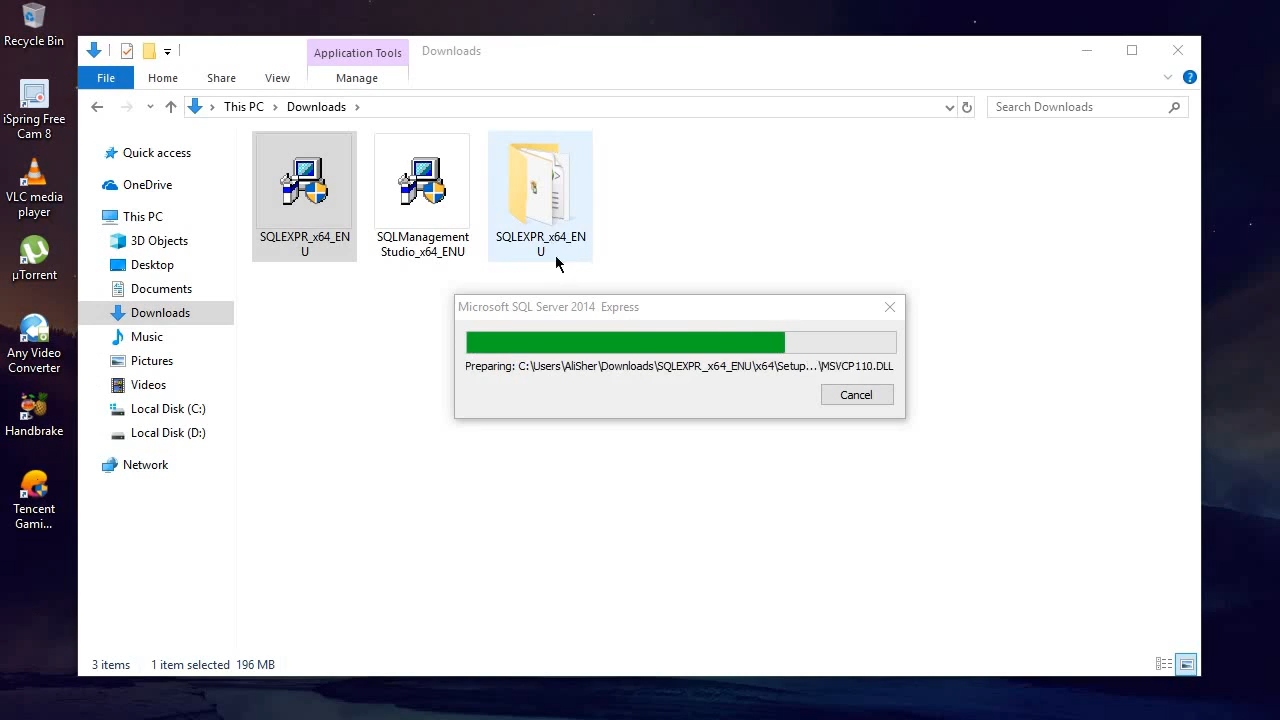 Recycle Bin
iSpring Free
Cam 8
VLC media
player
µTorrent
Any Video
Converter
Handbrake
Tencent
Gami...
Application Tools
Downloads
File
Home
Share
View
Manage
This PC
Downloads
Search Downloads
Quick access
OneDrive
This PC
3D Objects
Desktop
Documents
Downloads
Music
Pictures
Videos
Local Disk (C:)
Local Disk (D:)
Network
SQLEXPR_x64_EN
U
SQLManagement
Studio_x64_ENU
SQLEXPR_x64_EN
U
Microsoft SQL Server 2014  Express
Preparing: C:\Users\AliSher\Downloads\SQLEXPR_x64_ENU\x64\Setup...\MSVCP110.DLL
Cancel
3 items
1 item selected  196 MB